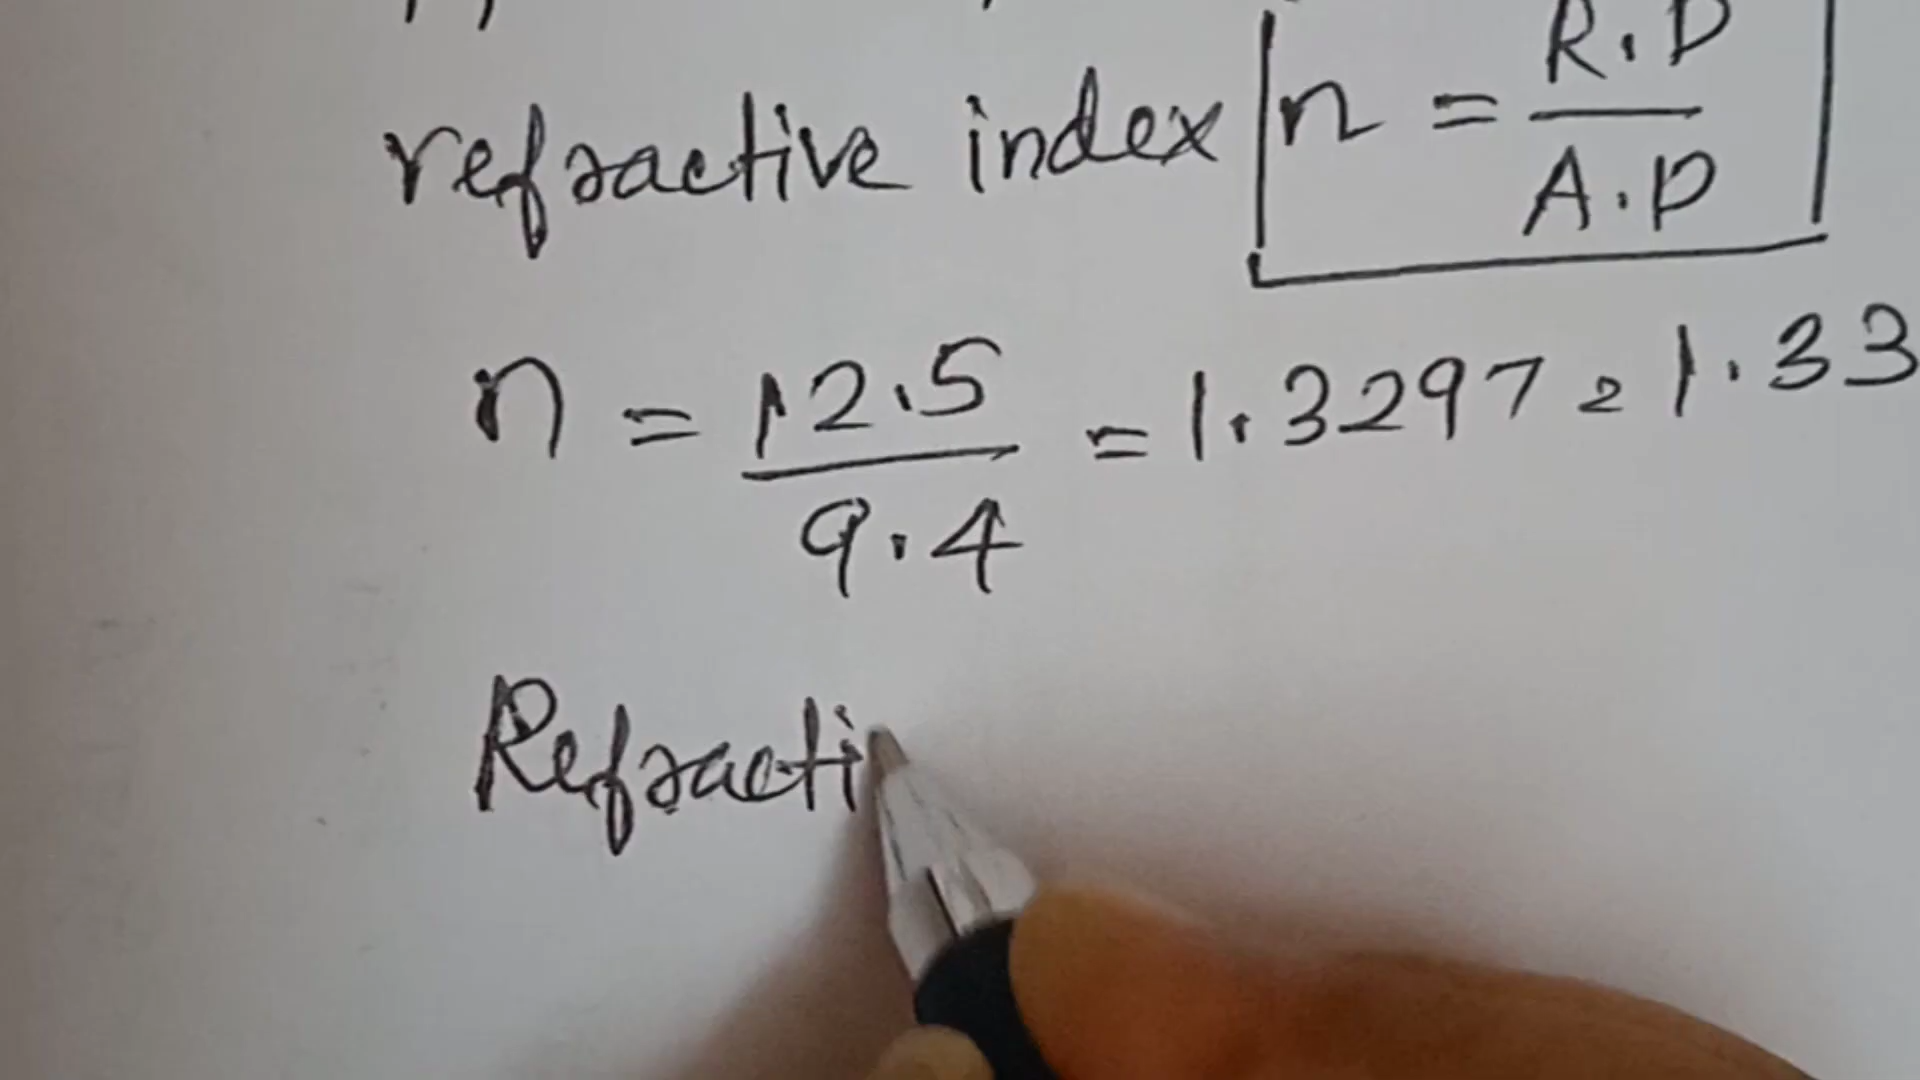 refractive index n = R.D / A.D
n = 12.5 / 9.4 = 1.3297 = 1.33
Refracti